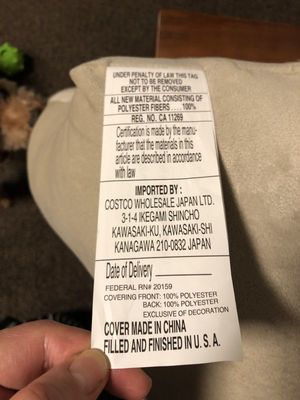 UNDER PENALTY OF LAW THIS TAG
NOT TO BE REMOVED
EXCEPT BY THE CONSUMER
ALL NEW MATERIAL CONSISTING OF
POLYESTER FIBERS . . . . 100%
REG. NO. CA 11269
Certification is made by the manu-
facturer that the materials in this
article are described in accordance
with law
IMPORTED BY :
COSTCO WHOLESALE JAPAN LTD.
3-1-4 IKEGAMI SHINCHO
KAWASAKI-KU, KAWASAKI-SHI
KANAGAWA 210-0832 JAPAN
Date of Delivery
FEDERAL RN# 20159
COVERING FRONT: 100% POLYESTER
BACK: 100% POLYESTER
EXCLUSIVE OF DECORATION
COVER MADE IN CHINA
FILLED AND FINISHED IN U. S. A.